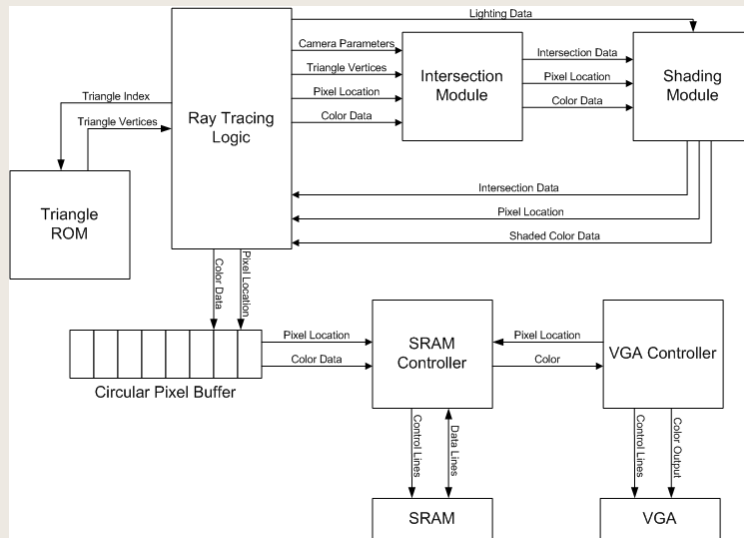 Lighting Data
Camera Parameters
Triangle Vertices
Pixel Location
Color Data
Intersection Data
Pixel Location
Color Data
Ray Tracing
Logic
Intersection
Module
Shading
Module
Triangle Index
Triangle Vertices
Triangle
ROM
Intersection Data
Pixel Location
Shaded Color Data
Color Data
Pixel Location
Circular Pixel Buffer
Pixel Location
Color Data
SRAM
Controller
Pixel Location
Color
VGA Controller
Control Lines
Data Lines
Control Lines
Color Output
SRAM
VGA